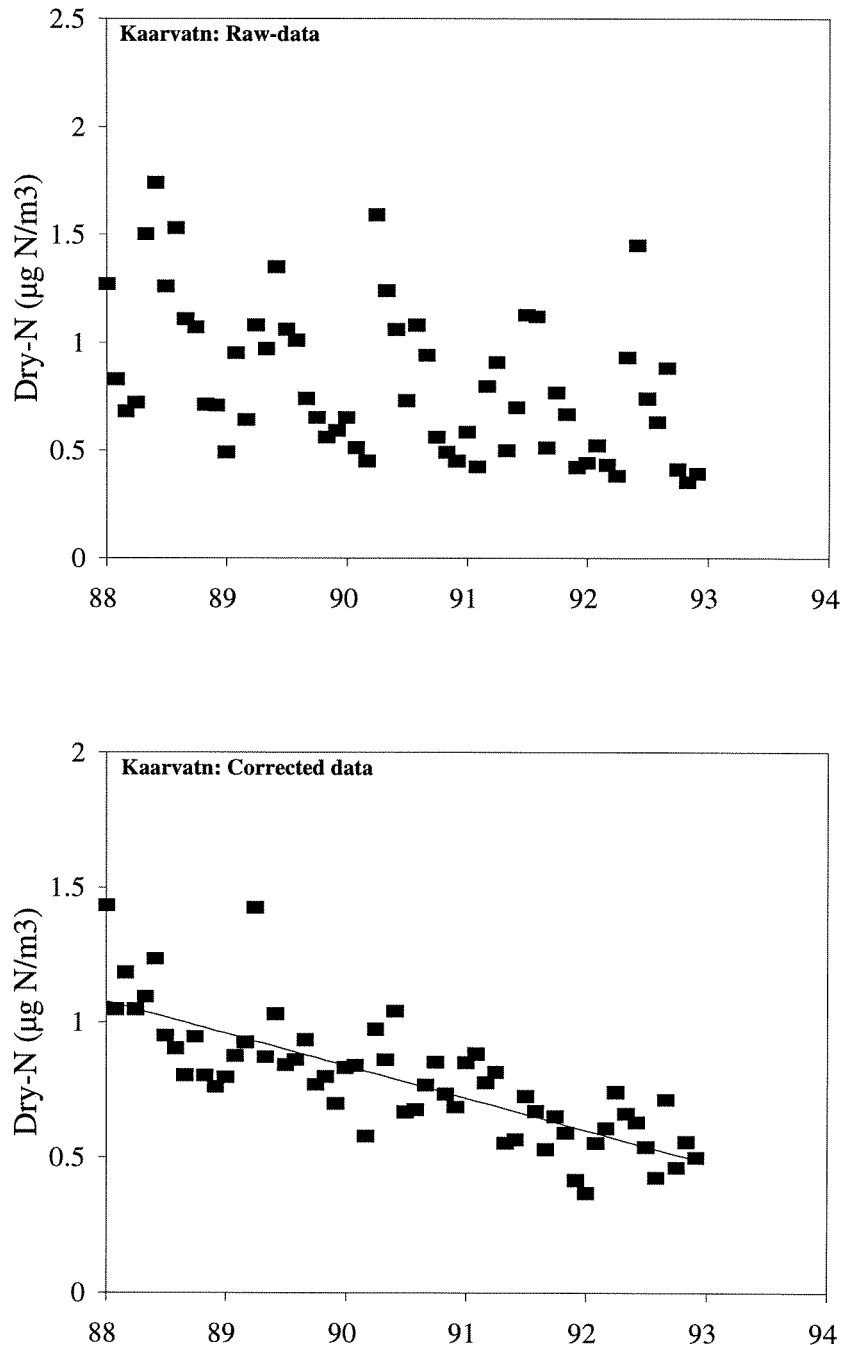 Kaarvatn: Raw-data
2.5
2
1.5
1
0.5
0
Dry-N (µg N/m3)
88 89 90 91 92 93 94
Kaarvatn: Corrected data
2
1.5
1
0.5
0
Dry-N (µg N/m3)
88 89 90 91 92 93 94